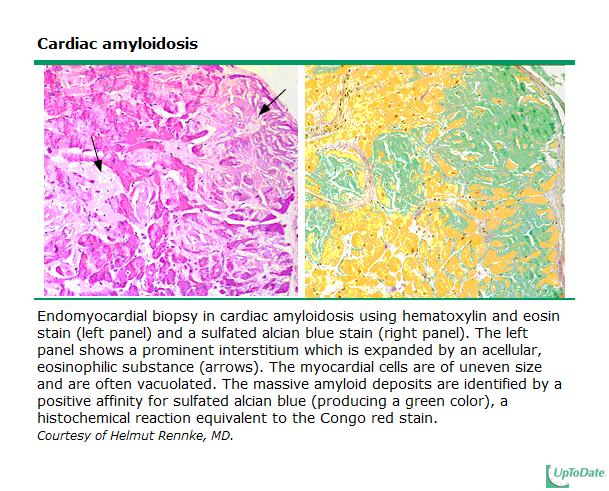 Cardiac amyloidosis
Endomyocardial biopsy in cardiac amyloidosis using hematoxylin and eosin
stain (left panel) and a sulfated alcian blue stain (right panel). The left
panel shows a prominent interstitium which is expanded by an acellular,
eosinophilic substance (arrows). The myocardial cells are of uneven size
and are often vacuolated. The massive amyloid deposits are identified by a
positive affinity for sulfated alcian blue (producing a green color), a
histochemical reaction equivalent to the Congo red stain.
Courtesy of Helmut Rennke, MD.
UpToDate